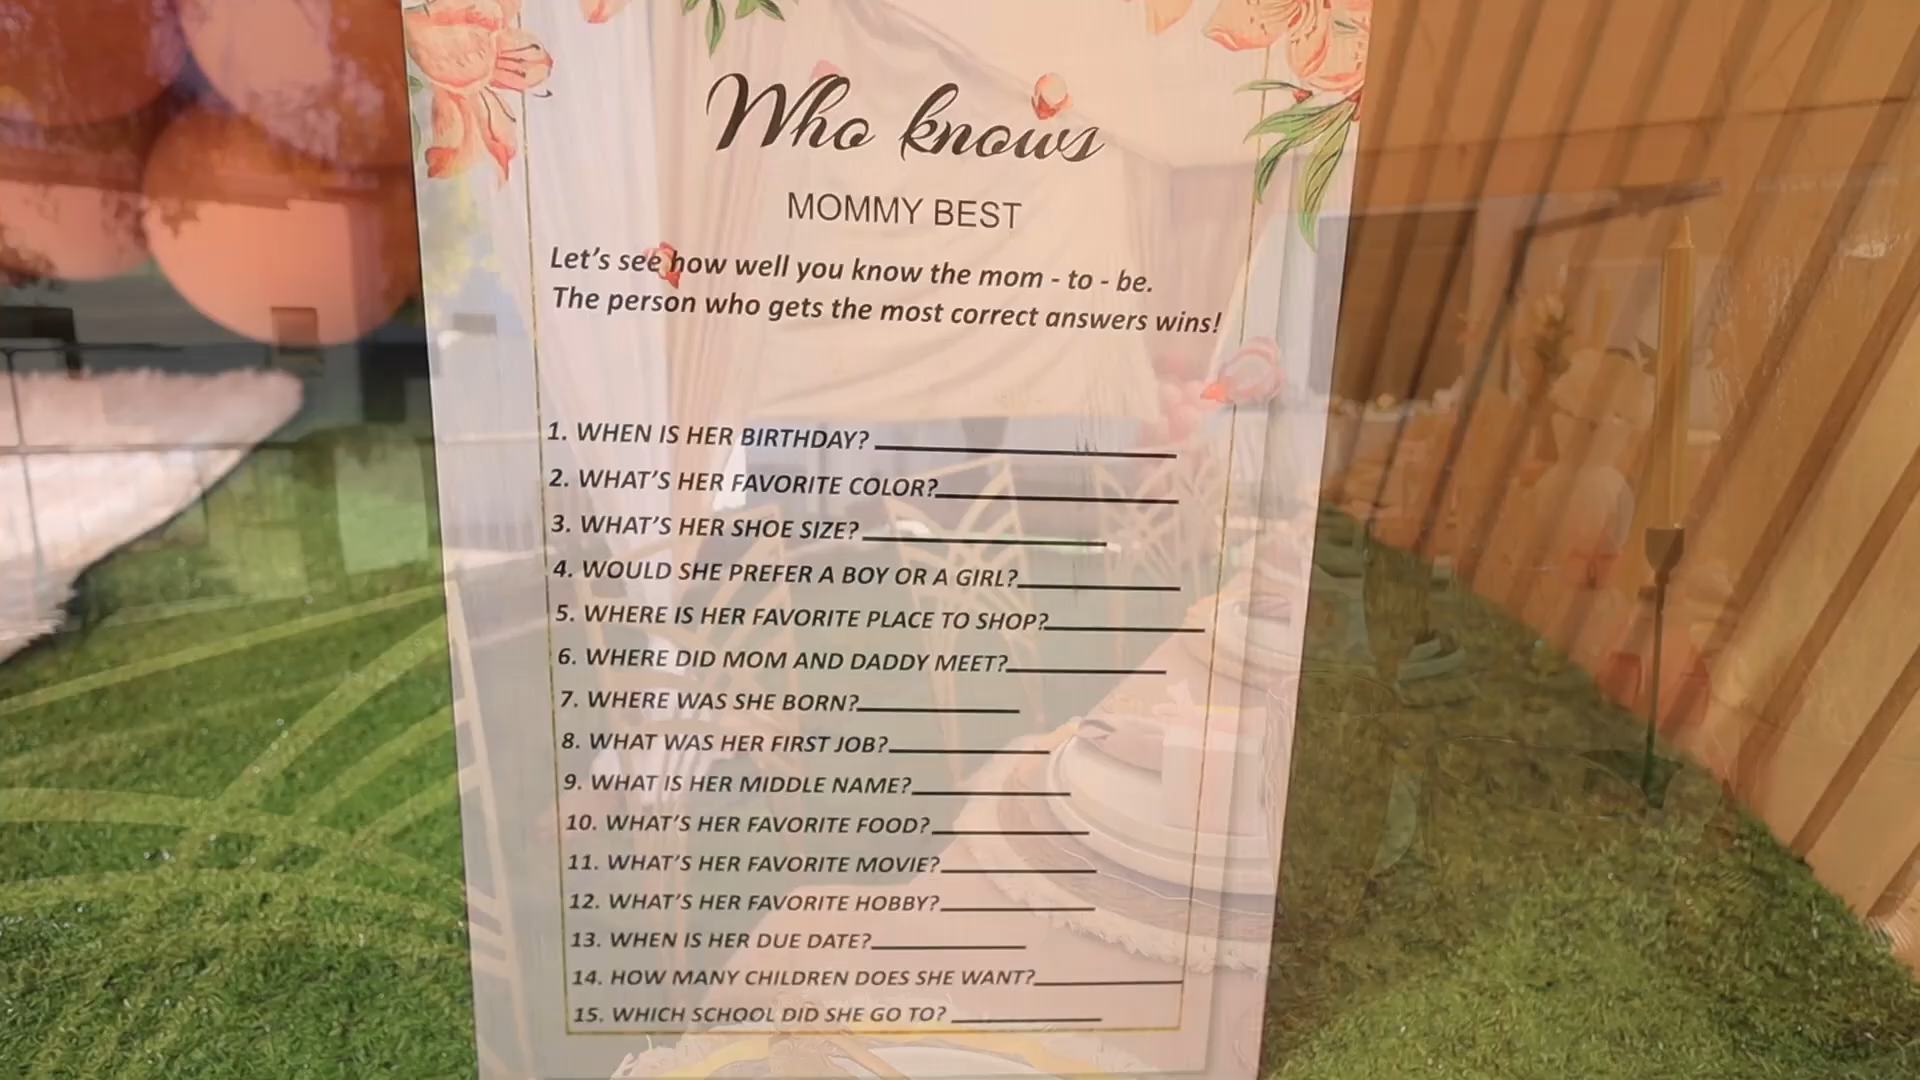 Who knows
MOMMY BEST
Let's see how well you know the mom - to - be.
The person who gets the most correct answers wins!
1. WHEN IS HER BIRTHDAY?
2. WHAT'S HER FAVORITE COLOR?
3. WHAT'S HER SHOE SIZE?
4. WOULD SHE PREFER A BOY OR A GIRL?
5. WHERE IS HER FAVORITE PLACE TO SHOP?
6. WHERE DID MOM AND DADDY MEET?
7. WHERE WAS SHE BORN?
8. WHAT WAS HER FIRST JOB?
9. WHAT IS HER MIDDLE NAME?
10. WHAT'S HER FAVORITE FOOD?
11. WHAT'S HER FAVORITE MOVIE?
12. WHAT'S HER FAVORITE HOBBY?
13. WHEN IS HER DUE DATE?
14. HOW MANY CHILDREN DOES SHE WANT?
15. WHICH SCHOOL DID SHE GO TO?